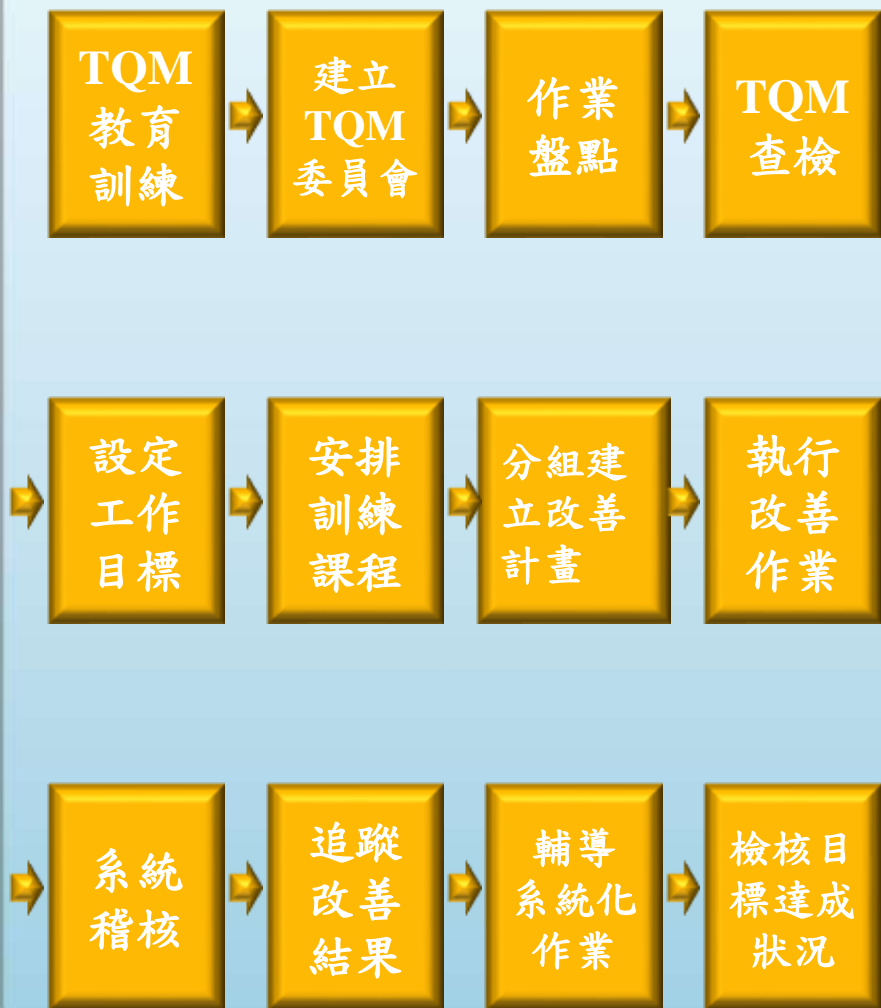 TQM
教育
訓練
建立
TQM
委員會
作業
盤點
TQM
查檢
設定
工作
目標
安排
訓練
課程
分組建
立改善
計畫
執行
改善
作業
系統
稽核
追蹤
改善
結果
輔導
系統化
作業
檢核目
標達成
狀況